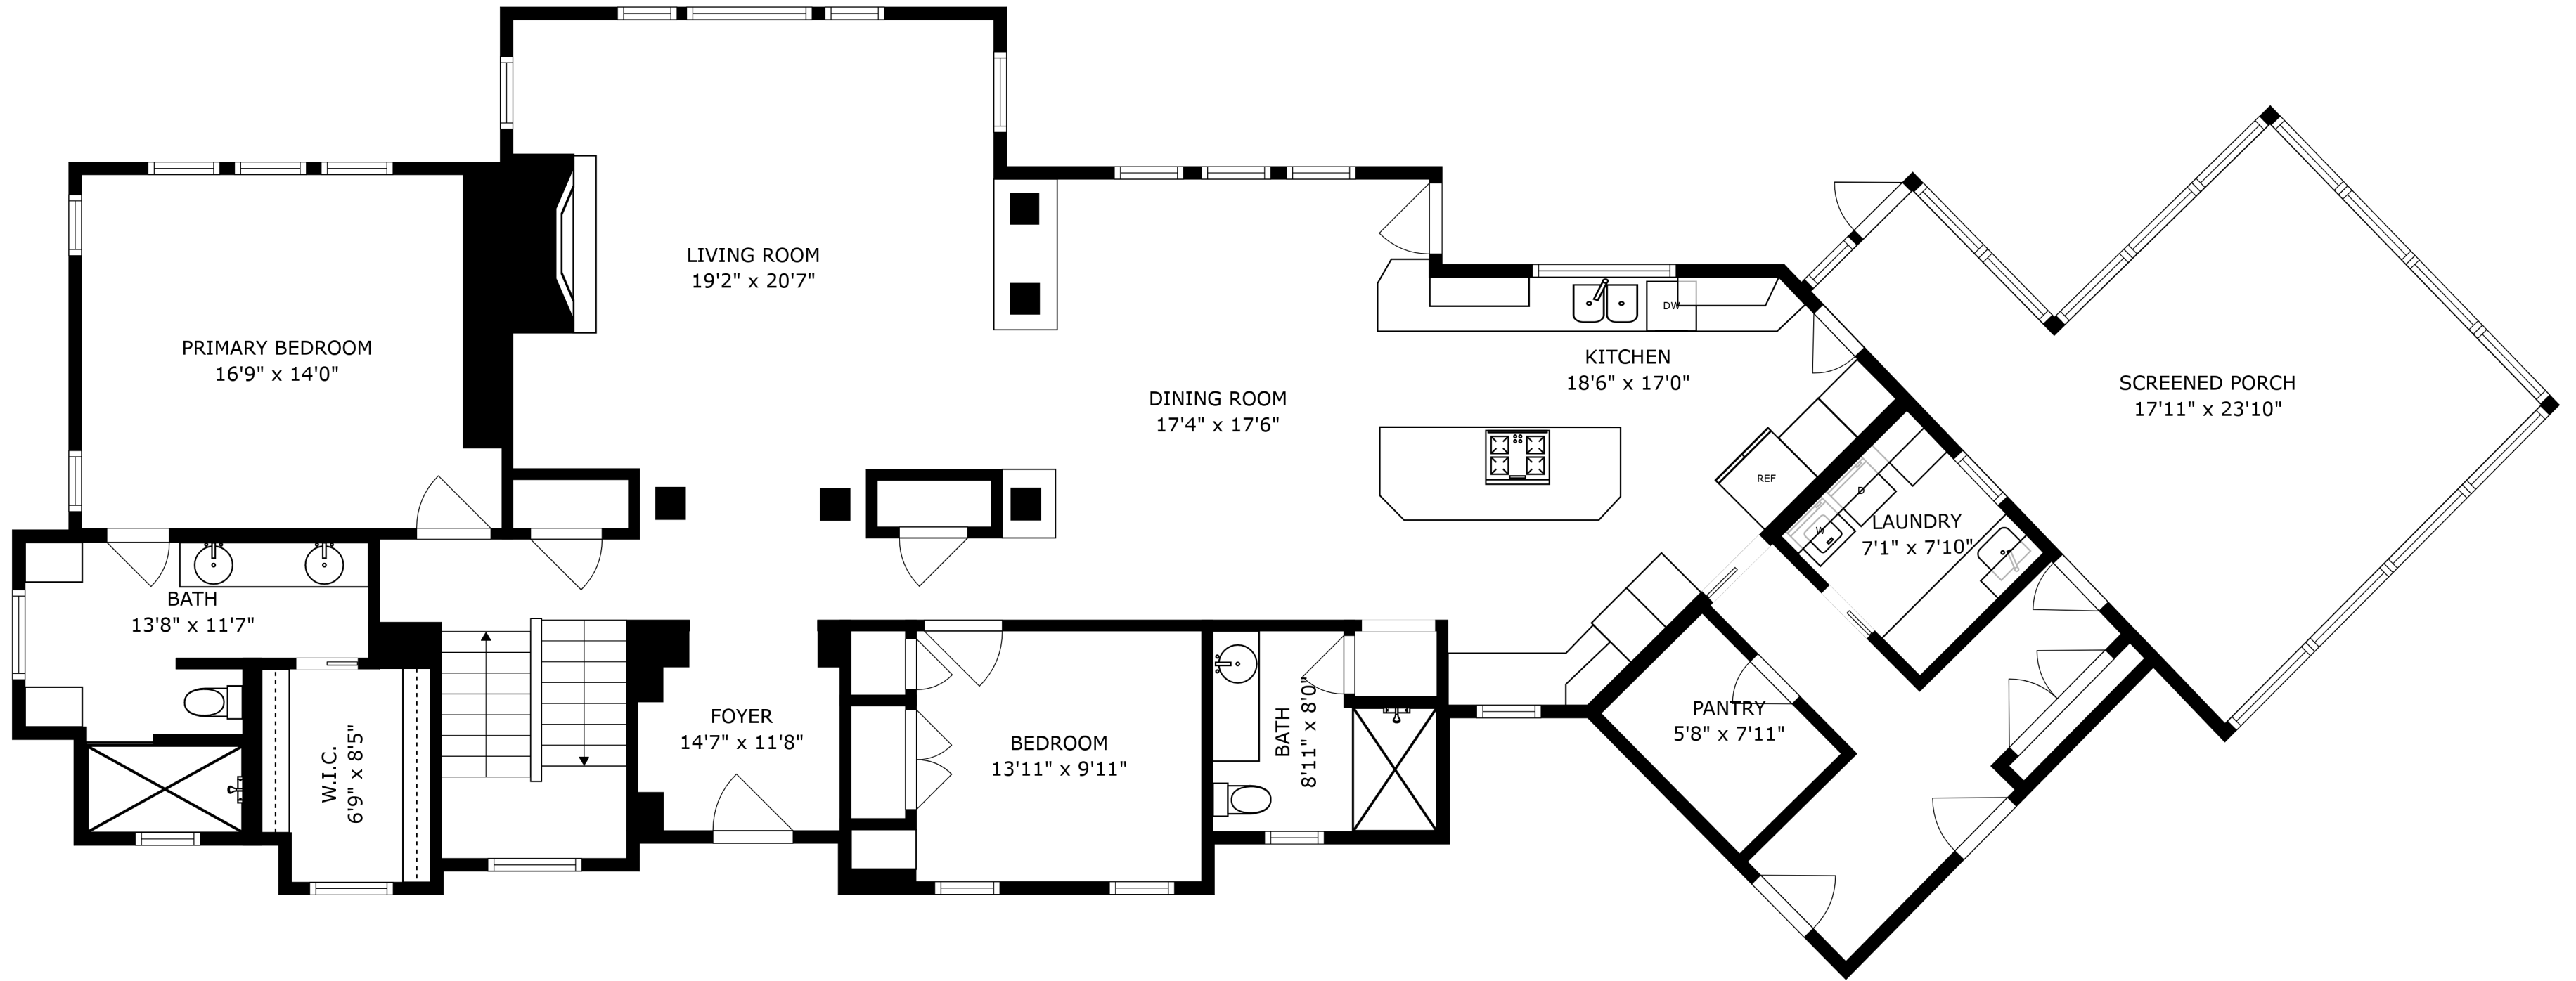 LIVING ROOM
19'2" x 20'7"
PRIMARY BEDROOM
16'9" x 14'0"
DINING ROOM
17'4" x 17'6"
DW
KITCHEN
18'6" x 17'0"
REF
SCREENED PORCH
17'11" x 23'10"
D
W
LAUNDRY
7'1" x 7'10"
BATH
13'8" x 11'7"
W.I.C.
6'9" x 8'5"
FOYER
14'7" x 11'8"
BEDROOM
13'11" x 9'11"
BATH
8'11" x 8'0"
PANTRY
5'8" x 7'11"